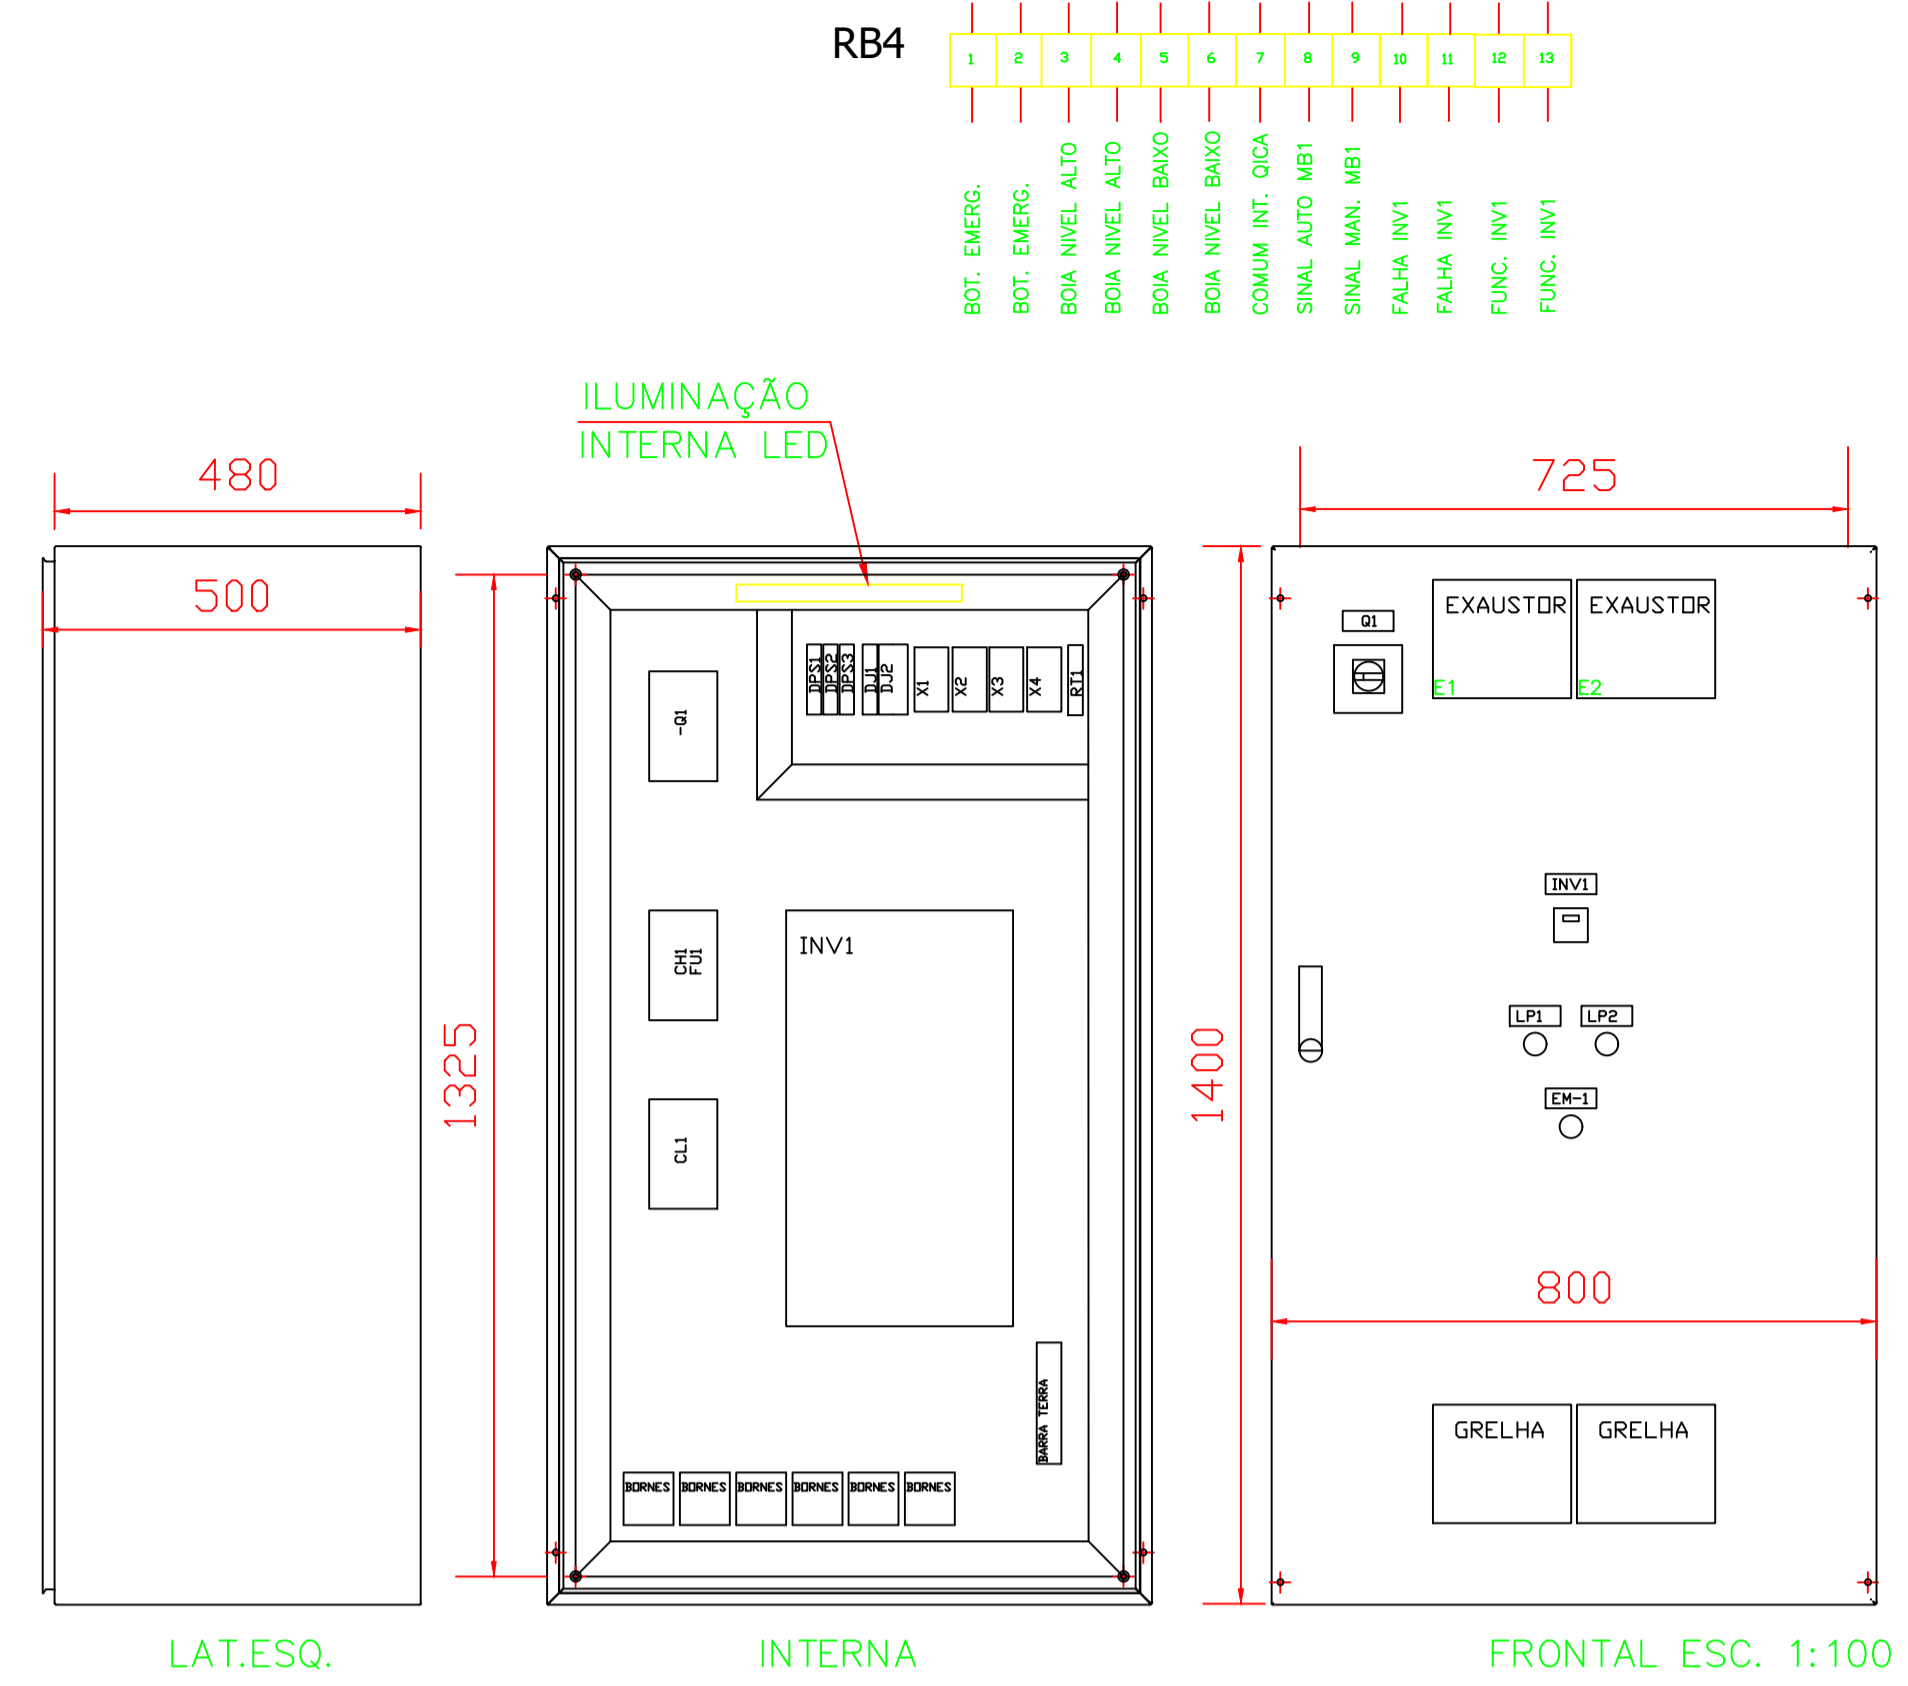 RB4
1 2 3 4 5 6 7 8 9 10 11 12 13
BOT. EMERG.
BOT. EMERG.
BOIA NIVEL ALTO
BOIA NIVEL ALTO
BOIA NIVEL BAIXO
BOIA NIVEL BAIXO
COMUM INT. QICA
SINAL AUTO MB1
SINAL MAN. MB1
FALHA INV1
FALHA INV1
FUNC. INV1
FUNC. INV1
ILUMINAÇÃO
INTERNA LED
480
500
LAT.ESQ.
1325
-Q1
DPS1
DPS2
DPS3
DJ1
DJ2
X1
X2
X3
X4
RT1
CH1
FU1
INV1
CL1
BARRA TERRA
BORNES BORNES BORNES BORNES BORNES BORNES
INTERNA
725
1400
Q1
EXAUSTOR EXAUSTOR
E1 E2
INV1
LP1 LP2
EM-1
800
GRELHA GRELHA
FRONTAL ESC. 1:100